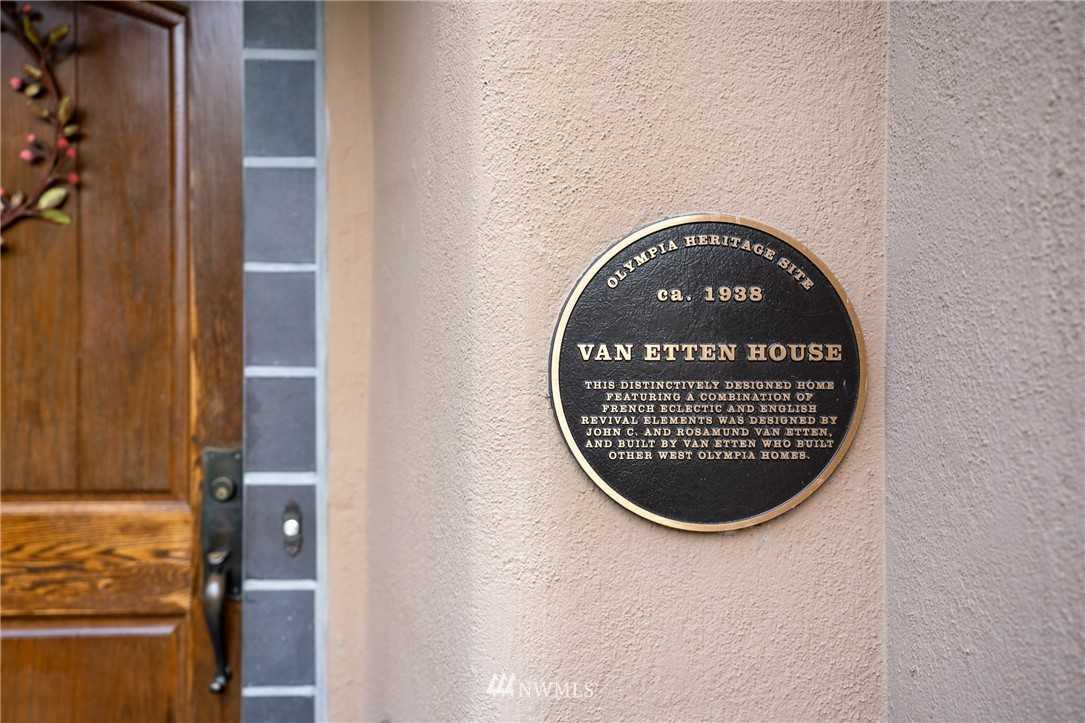 OLYMPIA HERITAGE SITE
ca. 1938
VAN ETTEN HOUSE
THIS DISTINCTIVELY DESIGNED HOME
FEATURING A COMBINATION OF
FRENCH ECLECTIC AND ENGLISH
REVIVAL ELEMENTS WAS DESIGNED BY
JOHN C. AND ROSAMUND VAN ETTEN,
AND BUILT BY VAN ETTEN WHO BUILT
OTHER WEST OLYMPIA HOMES.
NWMLS